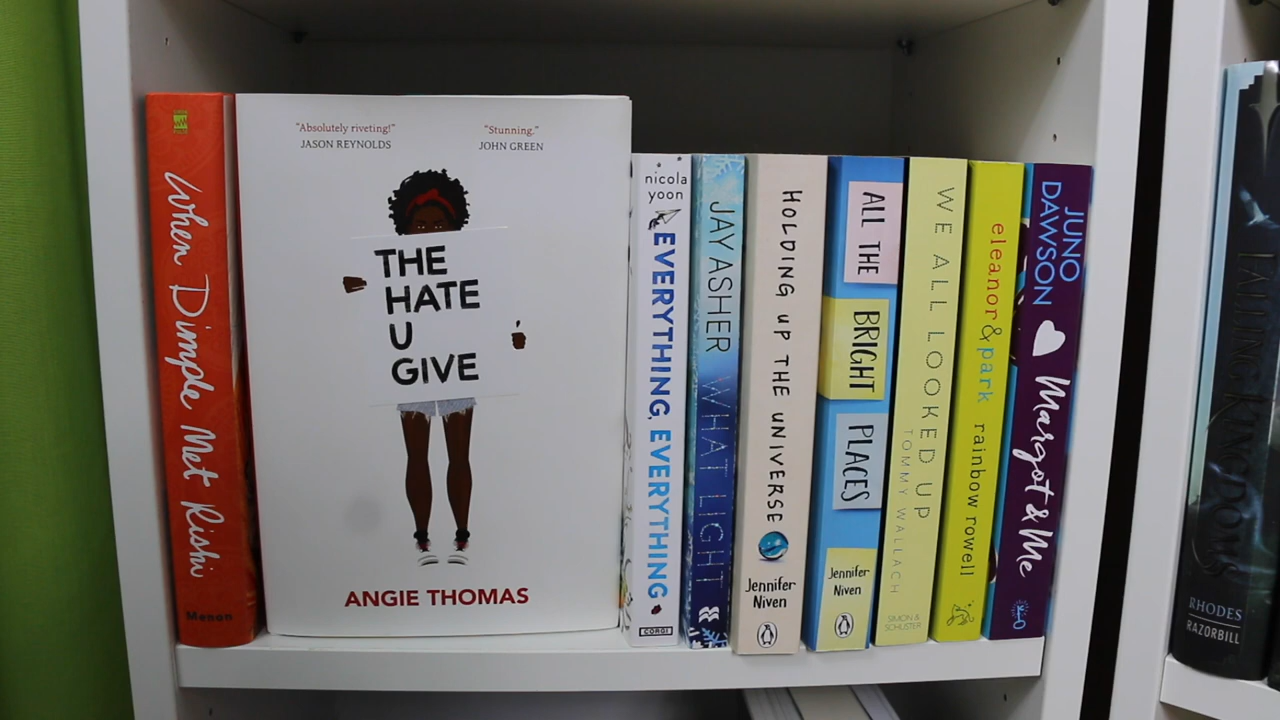 When Dimple Met Rishi
Menon
"Absolutely riveting!"
JASON REYNOLDS
"Stunning."
JOHN GREEN
THE
HATE
U
GIVE
ANGIE THOMAS
nicola
yoon
EVERYTHING, EVERYTHING
CORGI
JAY ASHER
WHAT LIGHT
HOLDING UP THE UNIVERSE
Jennifer
Niven
ALL THE
BRIGHT
PLACES
Jennifer
Niven
WE ALL LOOKED UP
TOMMY WALLACH
SIMON &
SCHUSTER
eleanor & park
rainbow rowell
JUNO
DAWSON
Margot & Me
FALLING KINGDOMS
RHODES
RAZORBILL